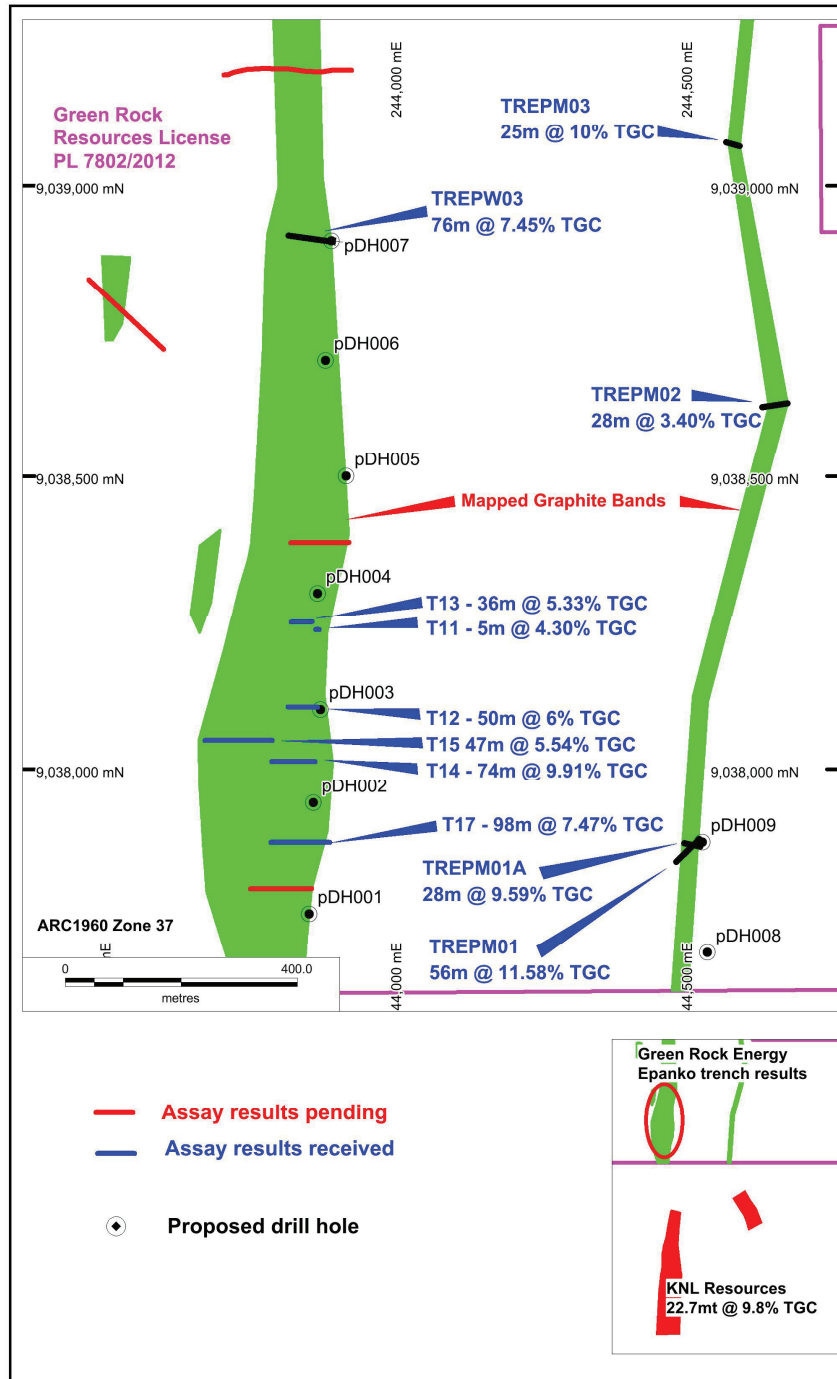 244,000 mE
244,500 mE
TREPM03
25m @ 10% TGC
Green Rock
Resources License
PL 7802/2012
9,039,000 mN
9,039,000 mN
TREPW03
76m @ 7.45% TGC
pDH007
pDH006
TREPM02
28m @ 3.40% TGC
pDH005
9,038,500 mN
9,038,500 mN
Mapped Graphite Bands
pDH004
T13 - 36m @ 5.33% TGC
T11 - 5m @ 4.30% TGC
pDH003
T12 - 50m @ 6% TGC
T15 47m @ 5.54% TGC
T14 - 74m @ 9.91% TGC
9,038,000 mN
9,038,000 mN
pDH002
T17 - 98m @ 7.47% TGC
pDH009
TREPM01A
28m @ 9.59% TGC
pDH001
ARC1960 Zone 37
TREPM01
56m @ 11.58% TGC
pDH008
nE
44,000 mE
44,500 mE
0 400.0
metres
Green Rock Energy
Epanko trench results
Assay results pending
Assay results received
Proposed drill hole
KNL Resources
22.7mt @ 9.8% TGC